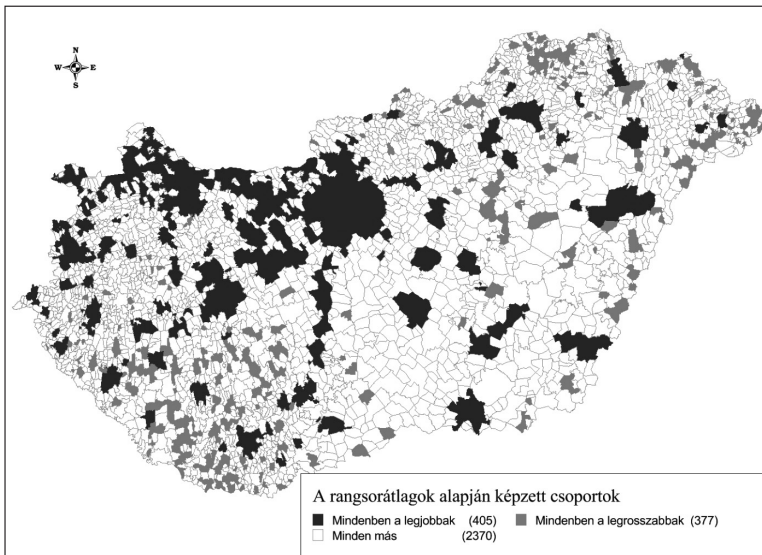 N
W E
S
A rangsorátlagok alapján képzett csoportok
Mindenben a legjobbak (405) Mindenben a legrosszabbak (377)
Minden más (2370)